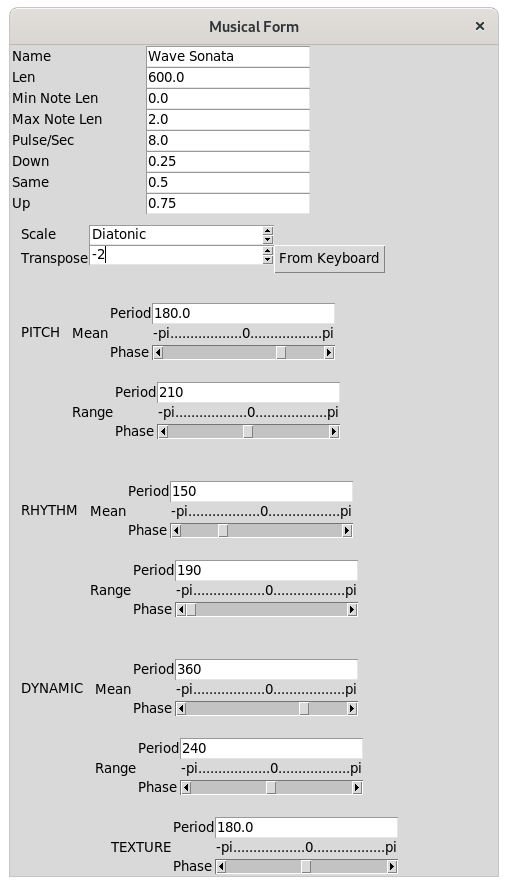 Musical Form ×
Name Wave Sonata
Len 600.0
Min Note Len 0.0
Max Note Len 2.0
Pulse/Sec 8.0
Down 0.25
Same 0.5
Up 0.75
Scale Diatonic
Transpose -2 From Keyboard
Period 180.0
PITCH Mean -pi..................0..................pi
Phase
Period 210
Range -pi..................0..................pi
Phase
Period 150
RHYTHM Mean -pi..................0..................pi
Phase
Period 190
Range -pi..................0..................pi
Phase
Period 360
DYNAMIC Mean -pi..................0..................pi
Phase
Period 240
Range -pi..................0..................pi
Phase
Period 180.0
TEXTURE -pi..................0..................pi
Phase